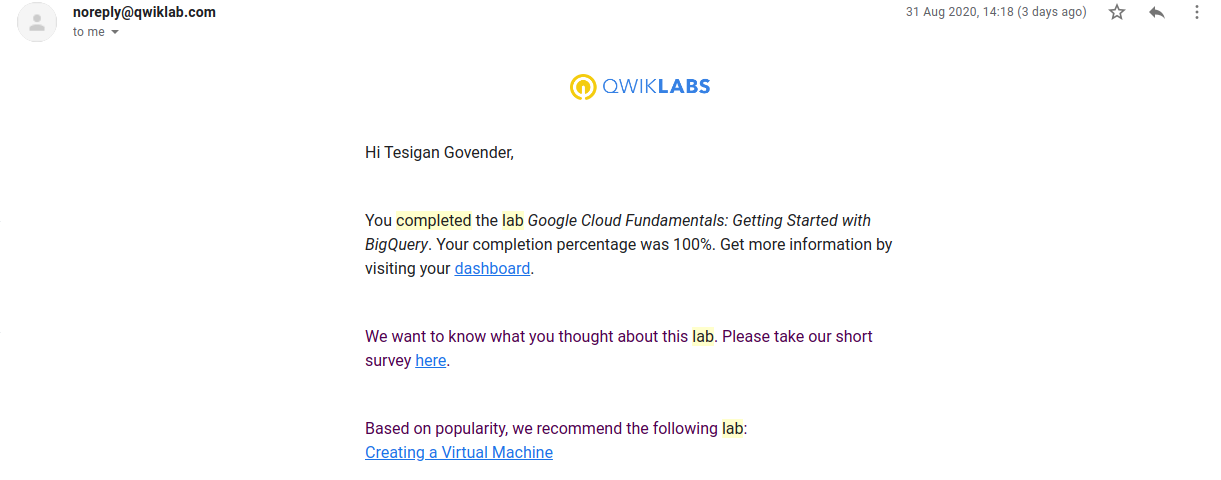 noreply@qwiklab.com
31 Aug 2020, 14:18 (3 days ago)
to me
QWIKLABS
Hi Tesigan Govender,
You completed the lab Google Cloud Fundamentals: Getting Started with
BigQuery. Your completion percentage was 100%. Get more information by
visiting your dashboard.
We want to know what you thought about this lab. Please take our short
survey here.
Based on popularity, we recommend the following lab:
Creating a Virtual Machine